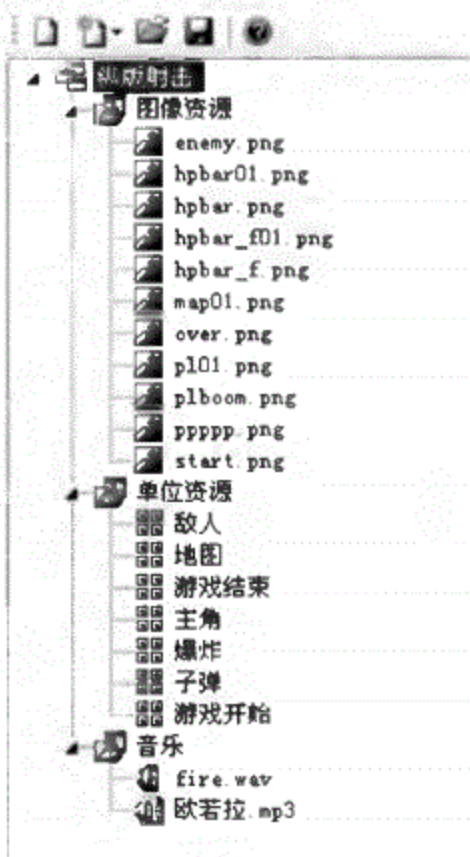 纵版射击
图像资源
enemy.png
hpbar01.png
hpbar.png
hpbar_f01.png
hpbar_f.png
map01.png
over.png
pl01.png
plboom.png
ppppp.png
start.png
单位资源
敌人
地图
游戏结束
主角
爆炸
子弹
游戏开始
音乐
fire.wav
欧若拉.mp3